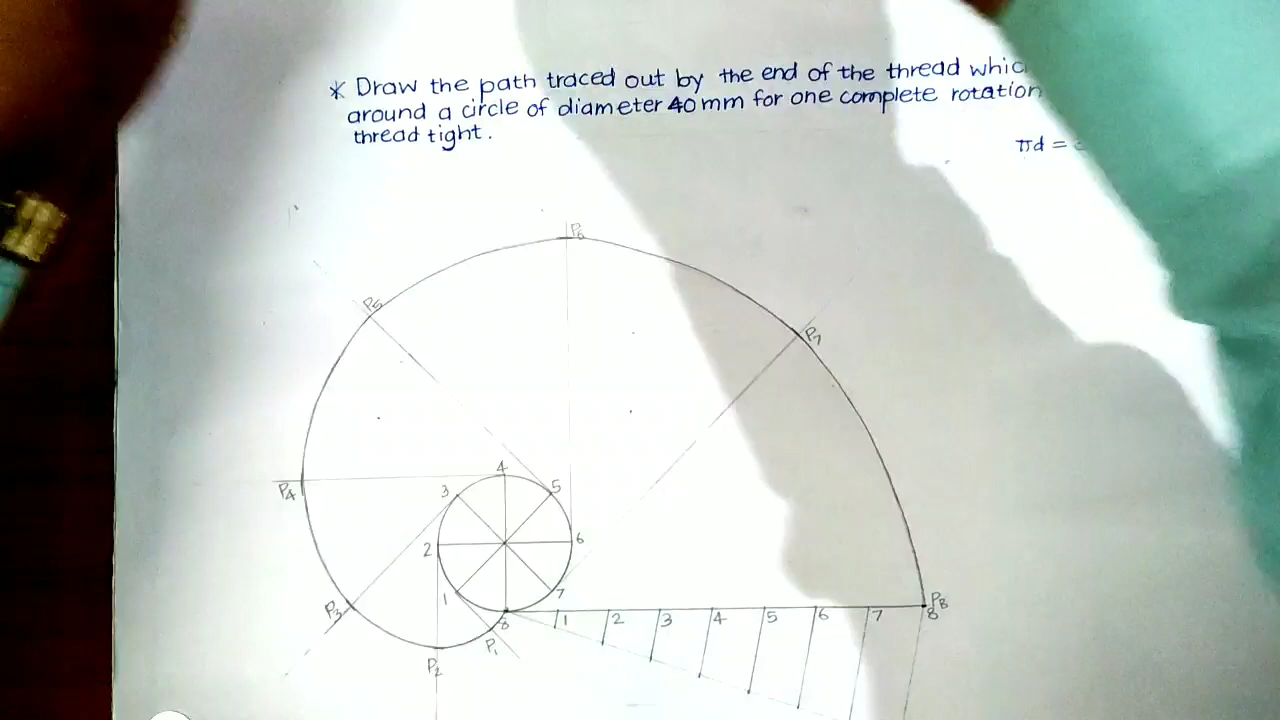 * Draw the path traced out by the end of the thread
around a circle of diameter 40 mm for one complete rotation
thread tight.
πd =
P6
P5
P7
4
3
5
P4
2
6
1
7
P3
8
P8
8
1 2 3 4 5 6 7
P1
P2